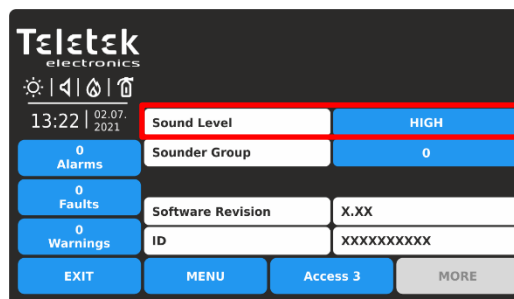 Teletek
electronics
13:22 02.07.
2021
Sound Level HIGH
0
Alarms
Sounder Group 0
0
Faults
Software Revision X.XX
0
Warnings
ID XXXXXXXXXX
EXIT MENU Access 3 MORE